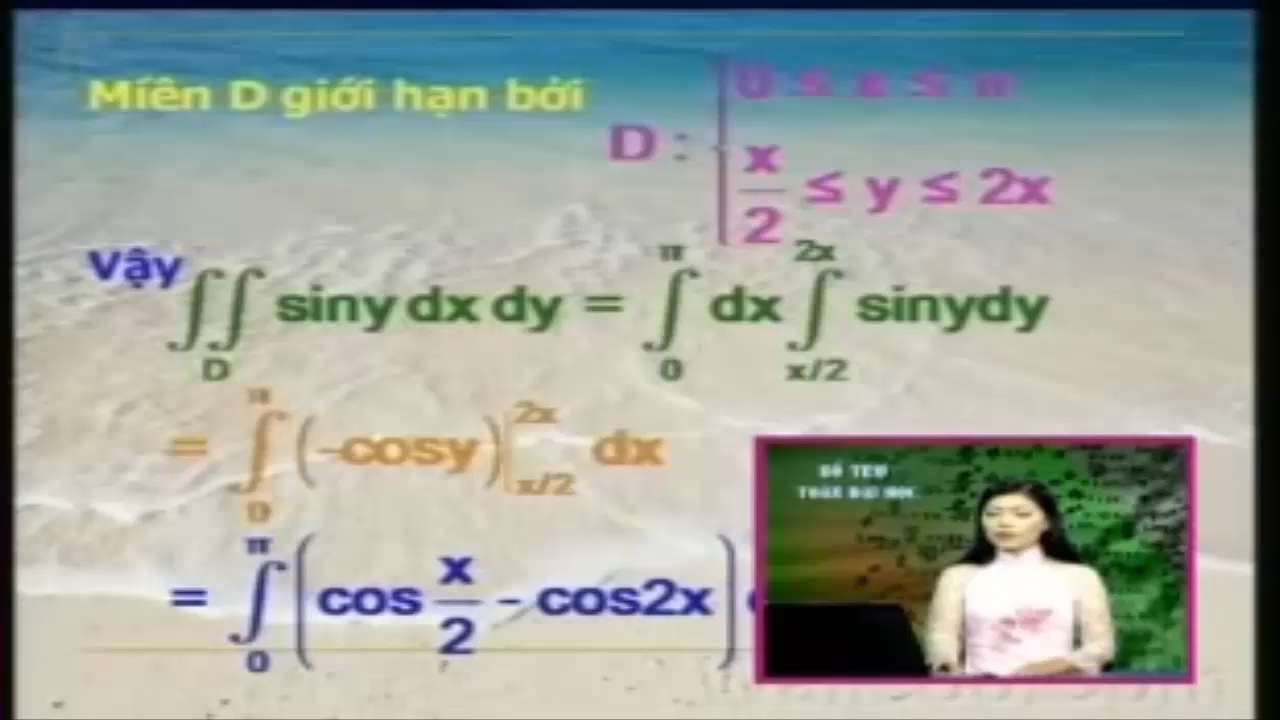 Miền D giới hạn bởi
D : { 0 ≤ x ≤ π
x/2 ≤ y ≤ 2x
Vậy ∬_D siny dx dy = ∫_0^π dx ∫_{x/2}^{2x} sinydy
= ∫_0^π (-cosy)|_{x/2}^{2x} dx
= ∫_0^π (cos x/2 - cos2x)